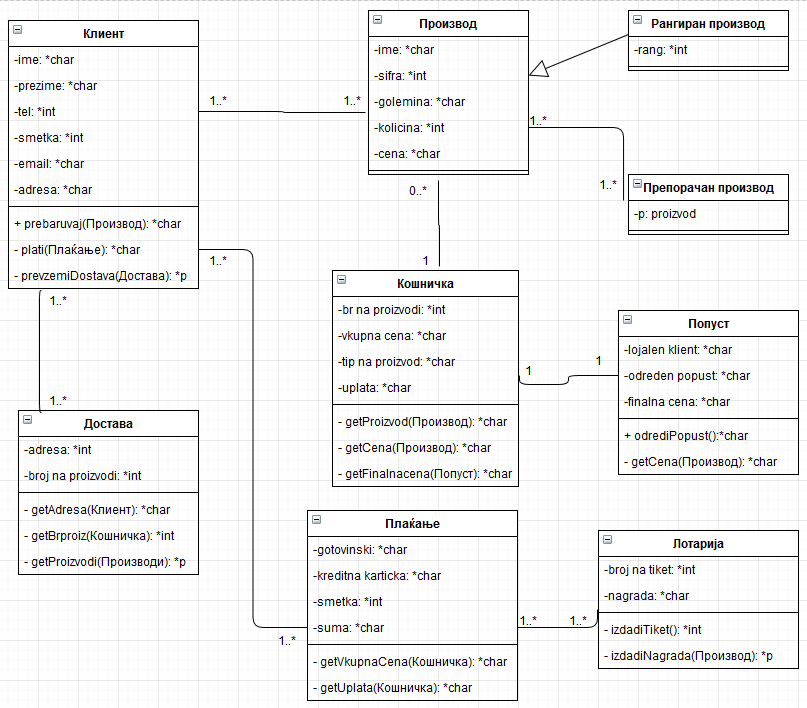 Клиент
-ime: *char
-prezime: *char
-tel: *int
-smetka: *int
-email: *char
-adresa: *char
+ prebaruvaj(Производ): *char
- plati(Плаќање): *char
- prevzemiDostava(Достава): *p
1..*
1..*
Производ
-ime: *char
-sifra: *int
-golemina: *char
-kolicina: *int
-cena: *char
Рангиран производ
-rang: *int
1..*
1..*
Препорачан производ
-p: proizvod
0..*
1
Кошничка
-br na proizvodi: *int
-vkupna cena: *char
-tip na proizvod: *char
-uplata: *char
- getProizvod(Производ): *char
- getCena(Производ): *char
- getFinalnacena(Попуст): *char
1
1
Попуст
-lojalen klient: *char
-odreden popust: *char
-finalna cena: *char
+ odrediPopust():*char
- getCena(Производ): *char
1..*
1..*
1..*
Достава
-adresa: *int
-broj na proizvodi: *int
- getAdresa(Клиент): *char
- getBrproiz(Кошничка): *int
- getProizvodi(Производи): *p
1..*
Плаќање
-gotovinski: *char
-kreditna karticka: *char
-smetka: *int
-suma: *char
- getVkupnaCena(Кошничка): *char
- getUplata(Кошничка): *char
1..*
1..*
Лотарија
-broj na tiket: *int
-nagrada: *char
- izdadiTiket(): *int
- izdadiNagrada(Производ): *p